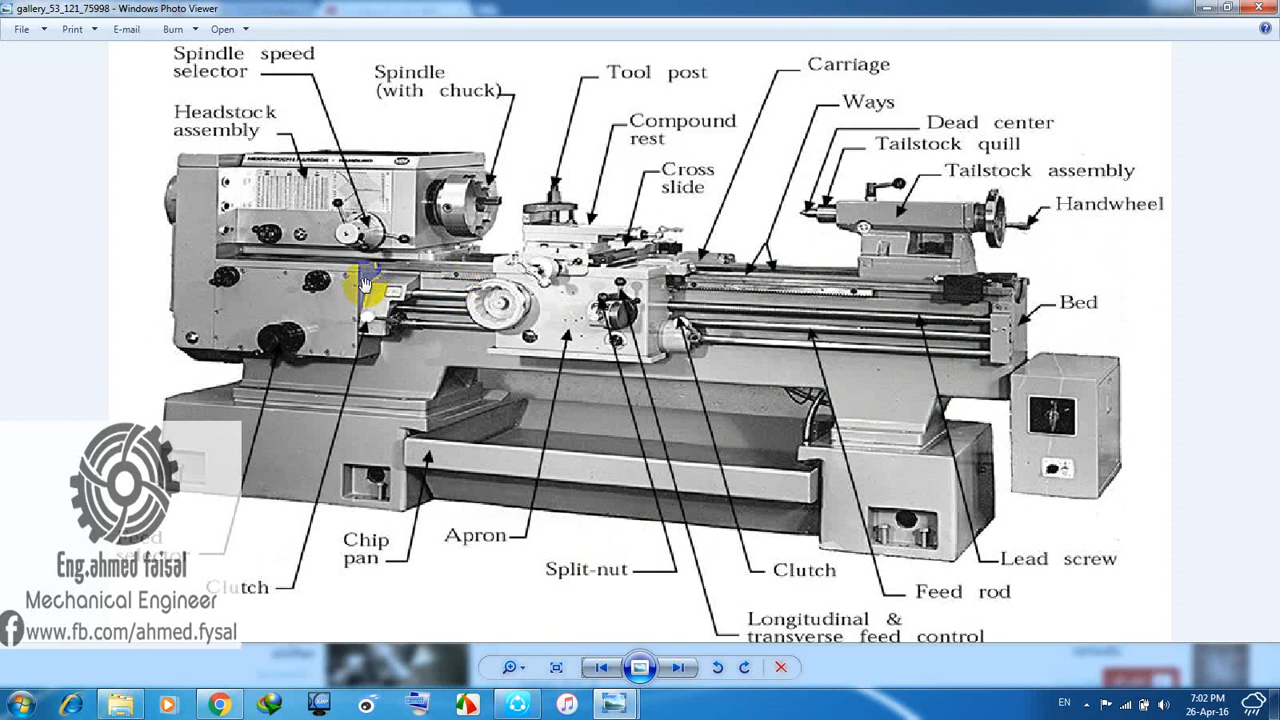 gallery_53_121_75998 - Windows Photo Viewer
File Print E-mail Burn Open
Spindle speed
selector
Headstock
assembly
Spindle
(with chuck)
Tool post
Compound
rest
Cross
slide
Carriage
Ways
Dead center
Tailstock quill
Tailstock assembly
Handwheel
Bed
Feed
selector
Clutch
Chip
pan
Apron
Split-nut
Clutch
Longitudinal &
transverse feed control
Feed rod
Lead screw
Eng.ahmed faisal
Mechanical Engineer
www.fb.com/ahmed.fysal
EN
7:02 PM
26-Apr-16